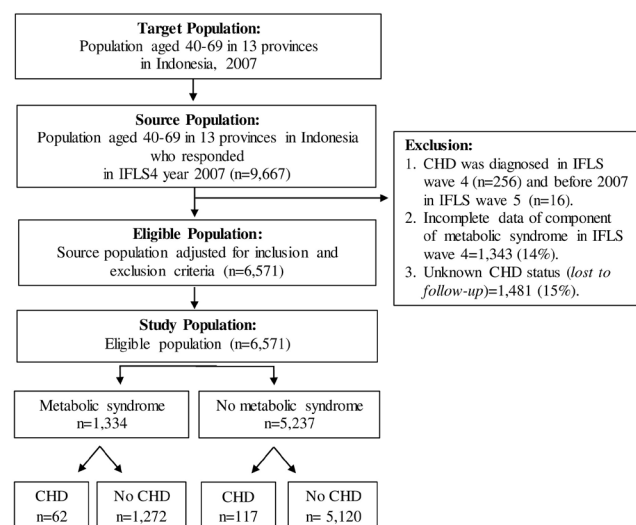 Target Population:
Population aged 40-69 in 13 provinces
in Indonesia, 2007
Source Population:
Population aged 40-69 in 13 provinces in Indonesia
who responded
in IFLS4 year 2007 (n=9,667)
Exclusion:
1. CHD was diagnosed in IFLS
wave 4 (n=256) and before 2007
in IFLS wave 5 (n=16).
2. Incomplete data of component
of metabolic syndrome in IFLS
wave 4=1,343 (14%).
3. Unknown CHD status (lost to
follow-up)=1,481 (15%).
Eligible Population:
Source population adjusted for inclusion and
exclusion criteria (n=6,571)
Study Population:
Eligible population (n=6,571)
Metabolic syndrome
n=1,334
No metabolic syndrome
n=5,237
CHD
n=62
No CHD
n=1,272
CHD
n=117
No CHD
n= 5,120